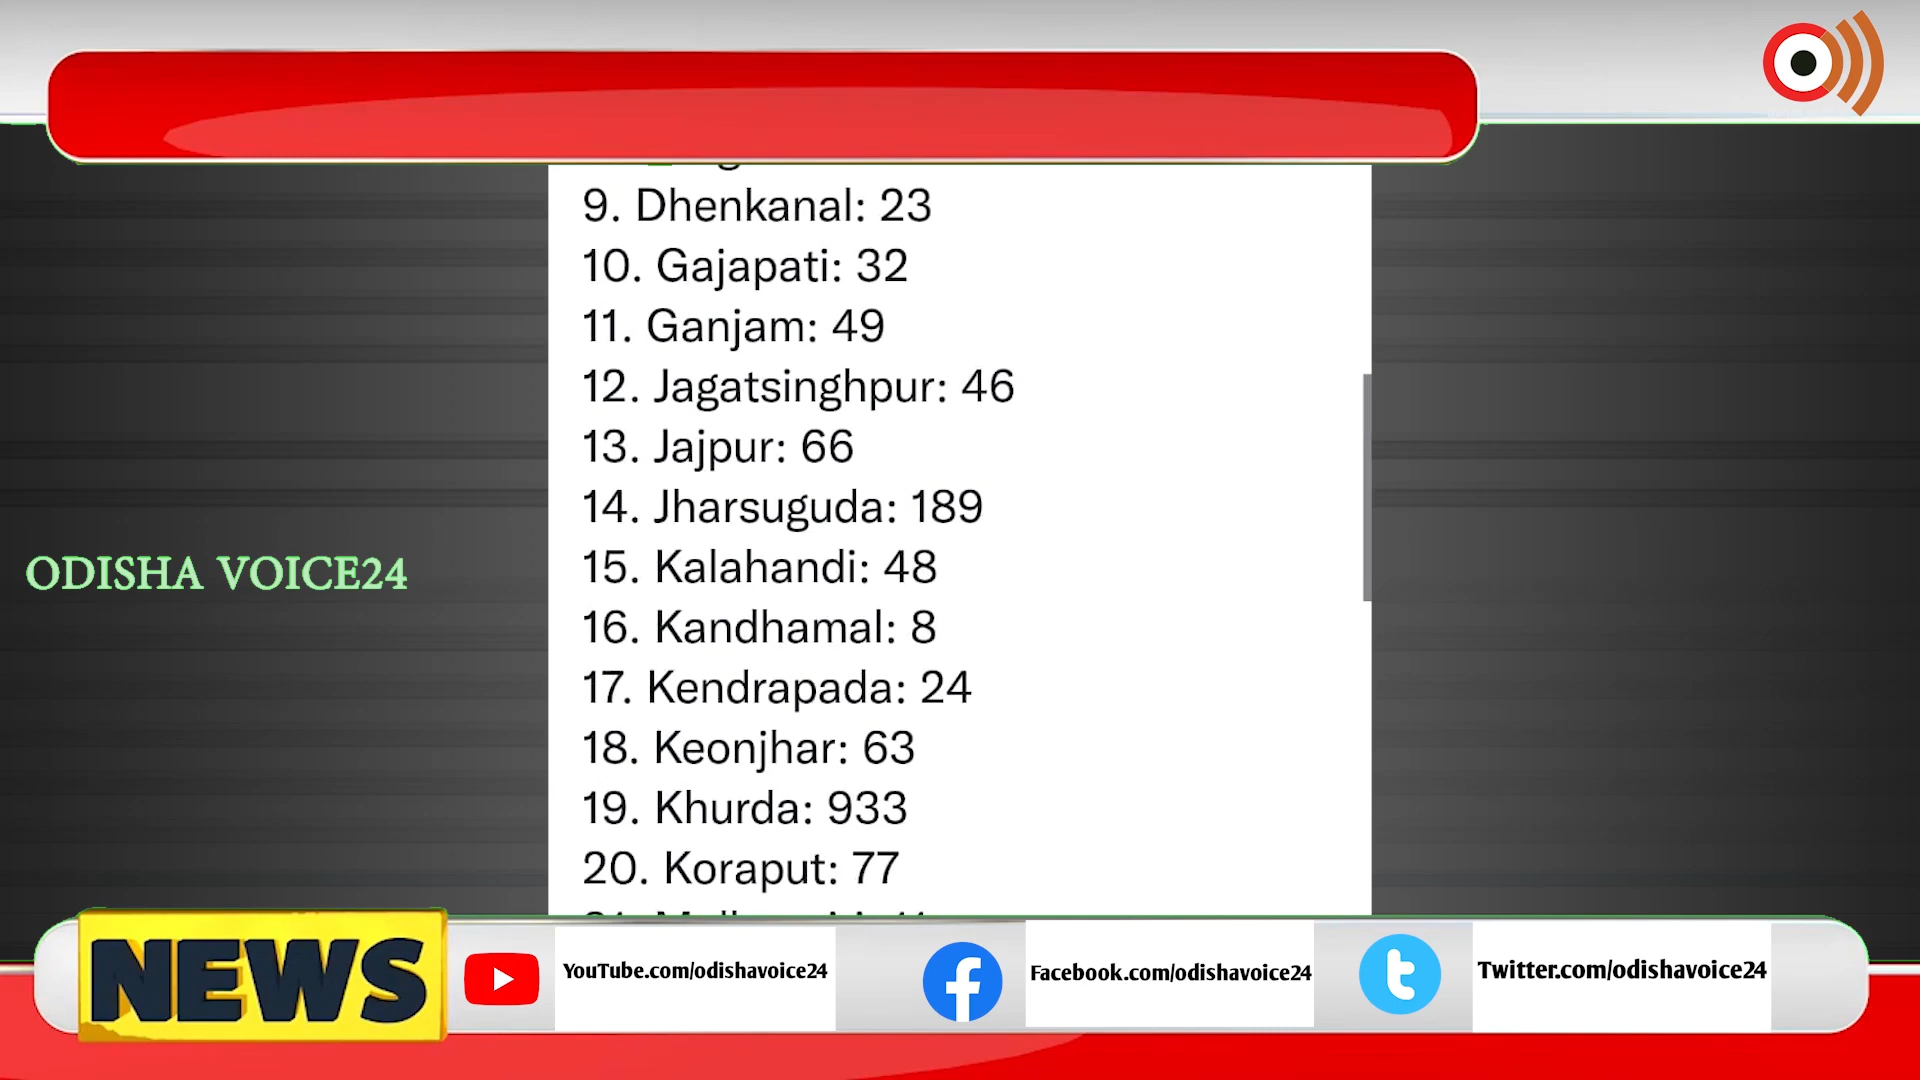 9. Dhenkanal: 23
10. Gajapati: 32
11. Ganjam: 49
12. Jagatsinghpur: 46
13. Jajpur: 66
14. Jharsuguda: 189
15. Kalahandi: 48
16. Kandhamal: 8
17. Kendrapada: 24
18. Keonjhar: 63
19. Khurda: 933
20. Koraput: 77
ODISHA VOICE24
NEWS
YouTube.com/odishavoice24
Facebook.com/odishavoice24
Twitter.com/odishavoice24